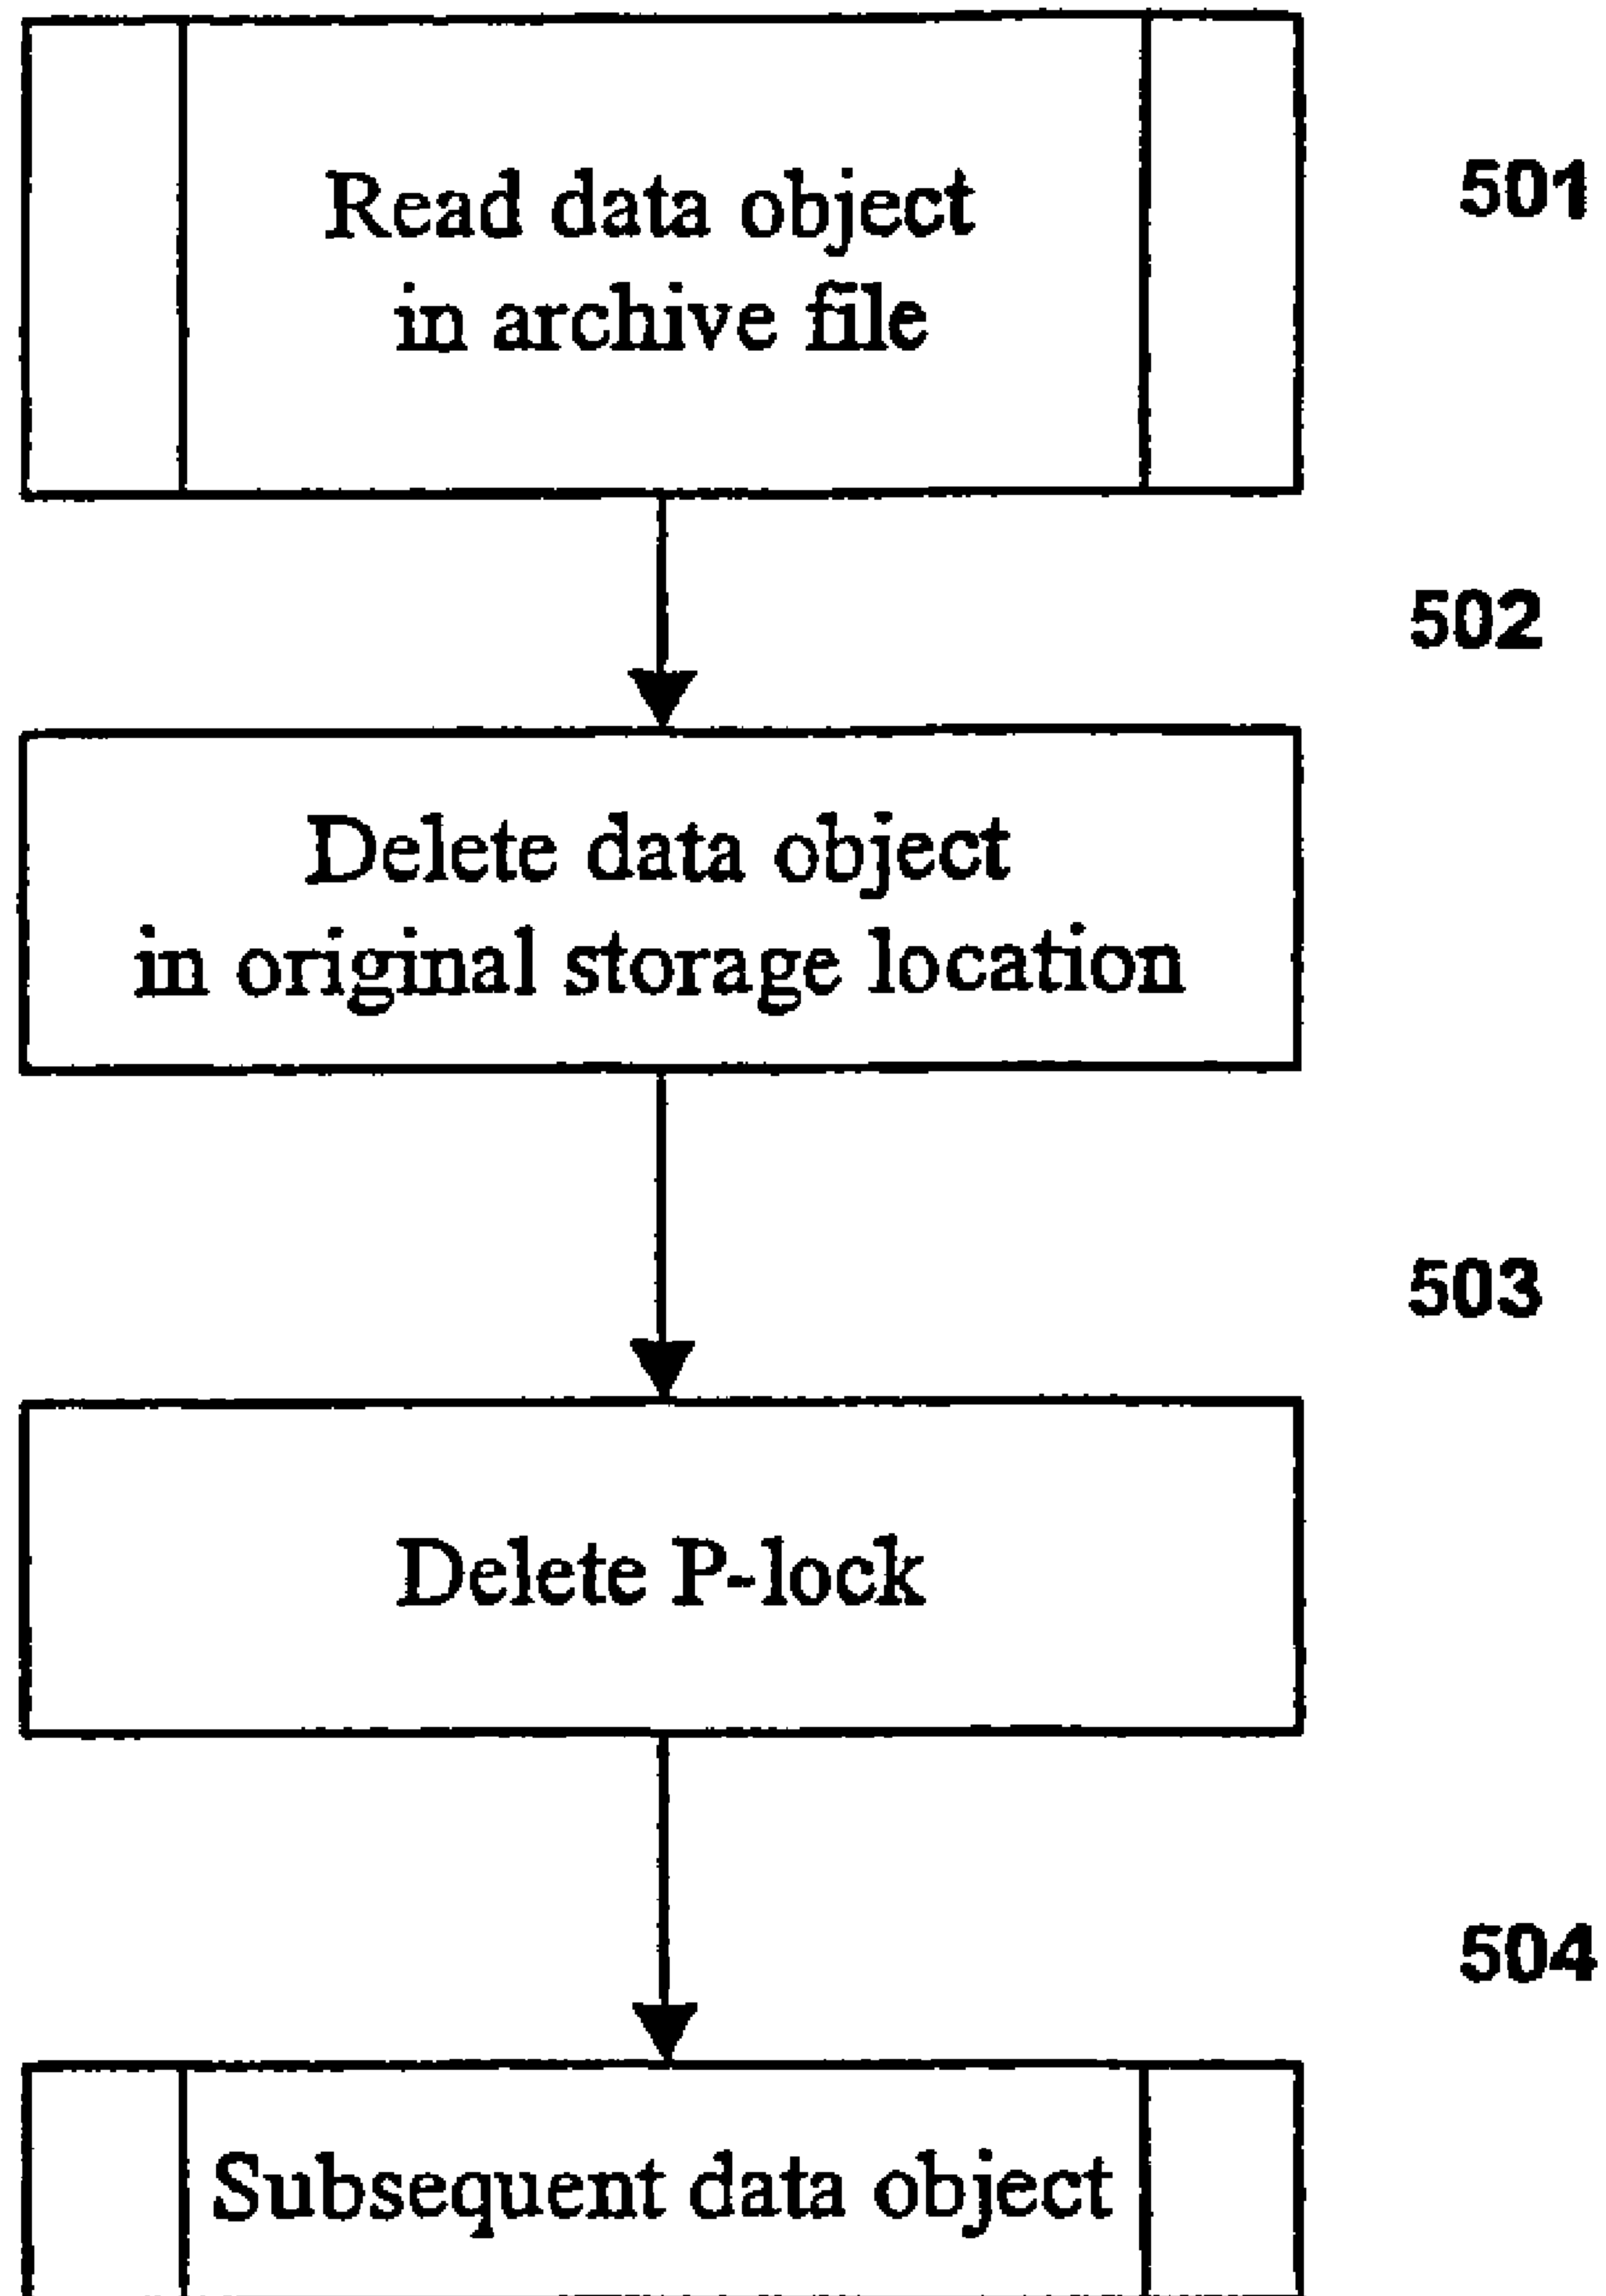 Read data object
in archive file
501
502
Delete data object
in original storage location
503
Delete P-lock
504
Subsequent data object